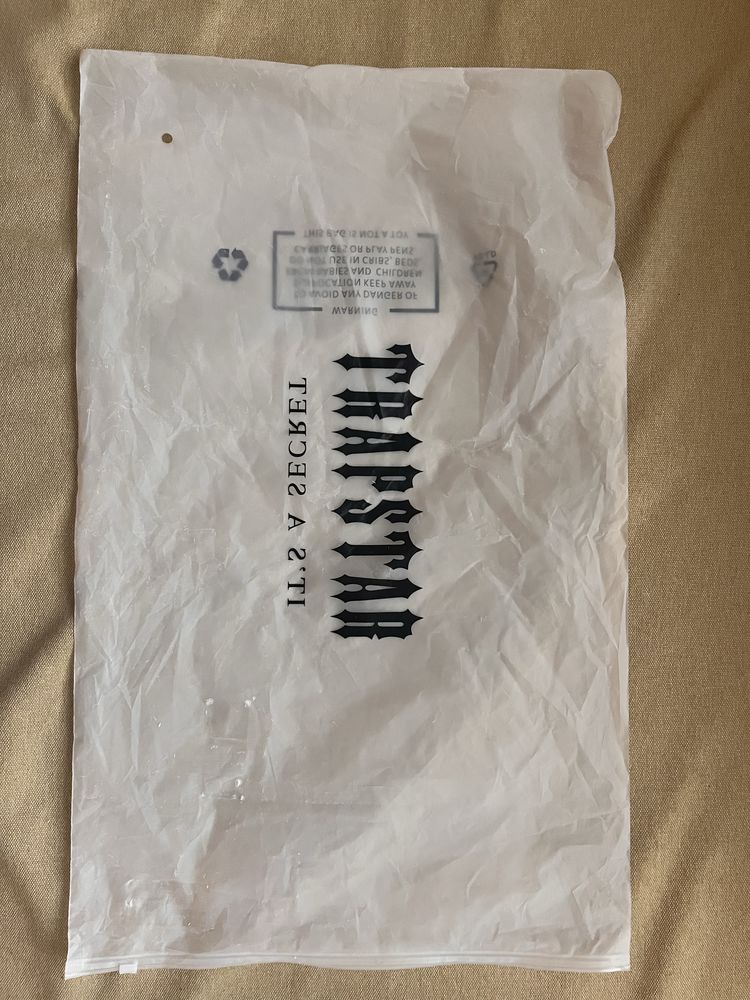 TRAPSTAR
IT'S A SECRET
WARNING
TO AVOID ANY DANGER OF
SUFFOCATION KEEP AWAY
FROM BABIES AND CHILDREN
DO NOT USE IN CRIBS, BEDS,
CARRIAGES OR PLAY PENS
THIS BAG IS NOT A TOY